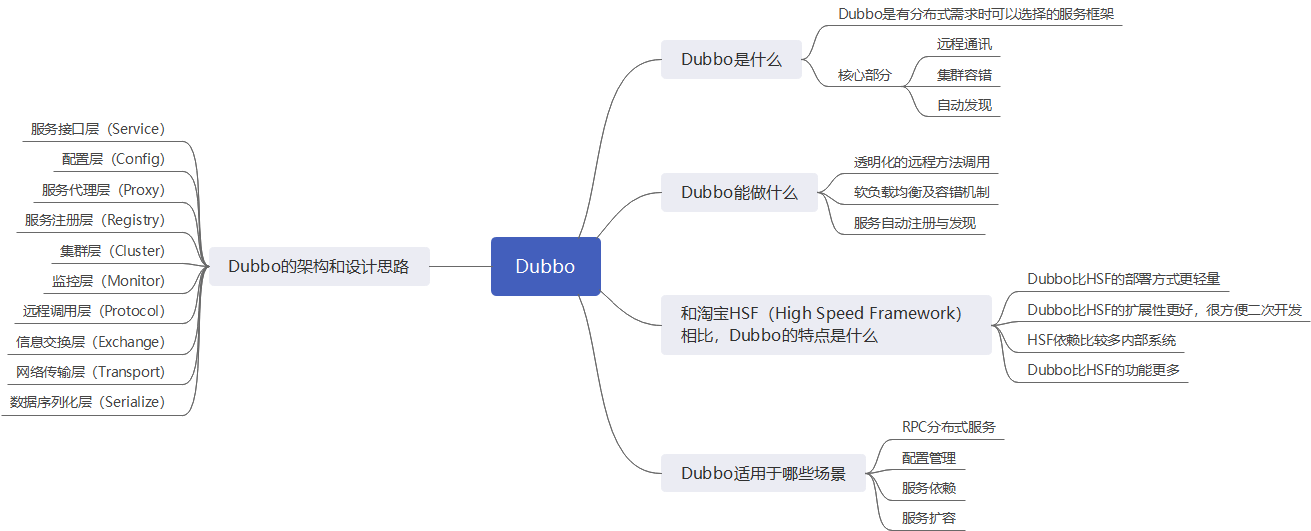 Dubbo
Dubbo是什么
Dubbo是有分布式需求时可以选择的服务框架
核心部分
远程通讯
集群容错
自动发现
Dubbo能做什么
透明化的远程方法调用
软负载均衡及容错机制
服务自动注册与发现
和淘宝HSF（High Speed Framework）
相比，Dubbo的特点是什么
Dubbo比HSF的部署方式更轻量
Dubbo比HSF的扩展性更好，很方便二次开发
HSF依赖比较多内部系统
Dubbo比HSF的功能更多
Dubbo适用于哪些场景
RPC分布式服务
配置管理
服务依赖
服务扩容
Dubbo的架构和设计思路
服务接口层（Service）
配置层（Config）
服务代理层（Proxy）
服务注册层（Registry）
集群层（Cluster）
监控层（Monitor）
远程调用层（Protocol）
信息交换层（Exchange）
网络传输层（Transport）
数据序列化层（Serialize）